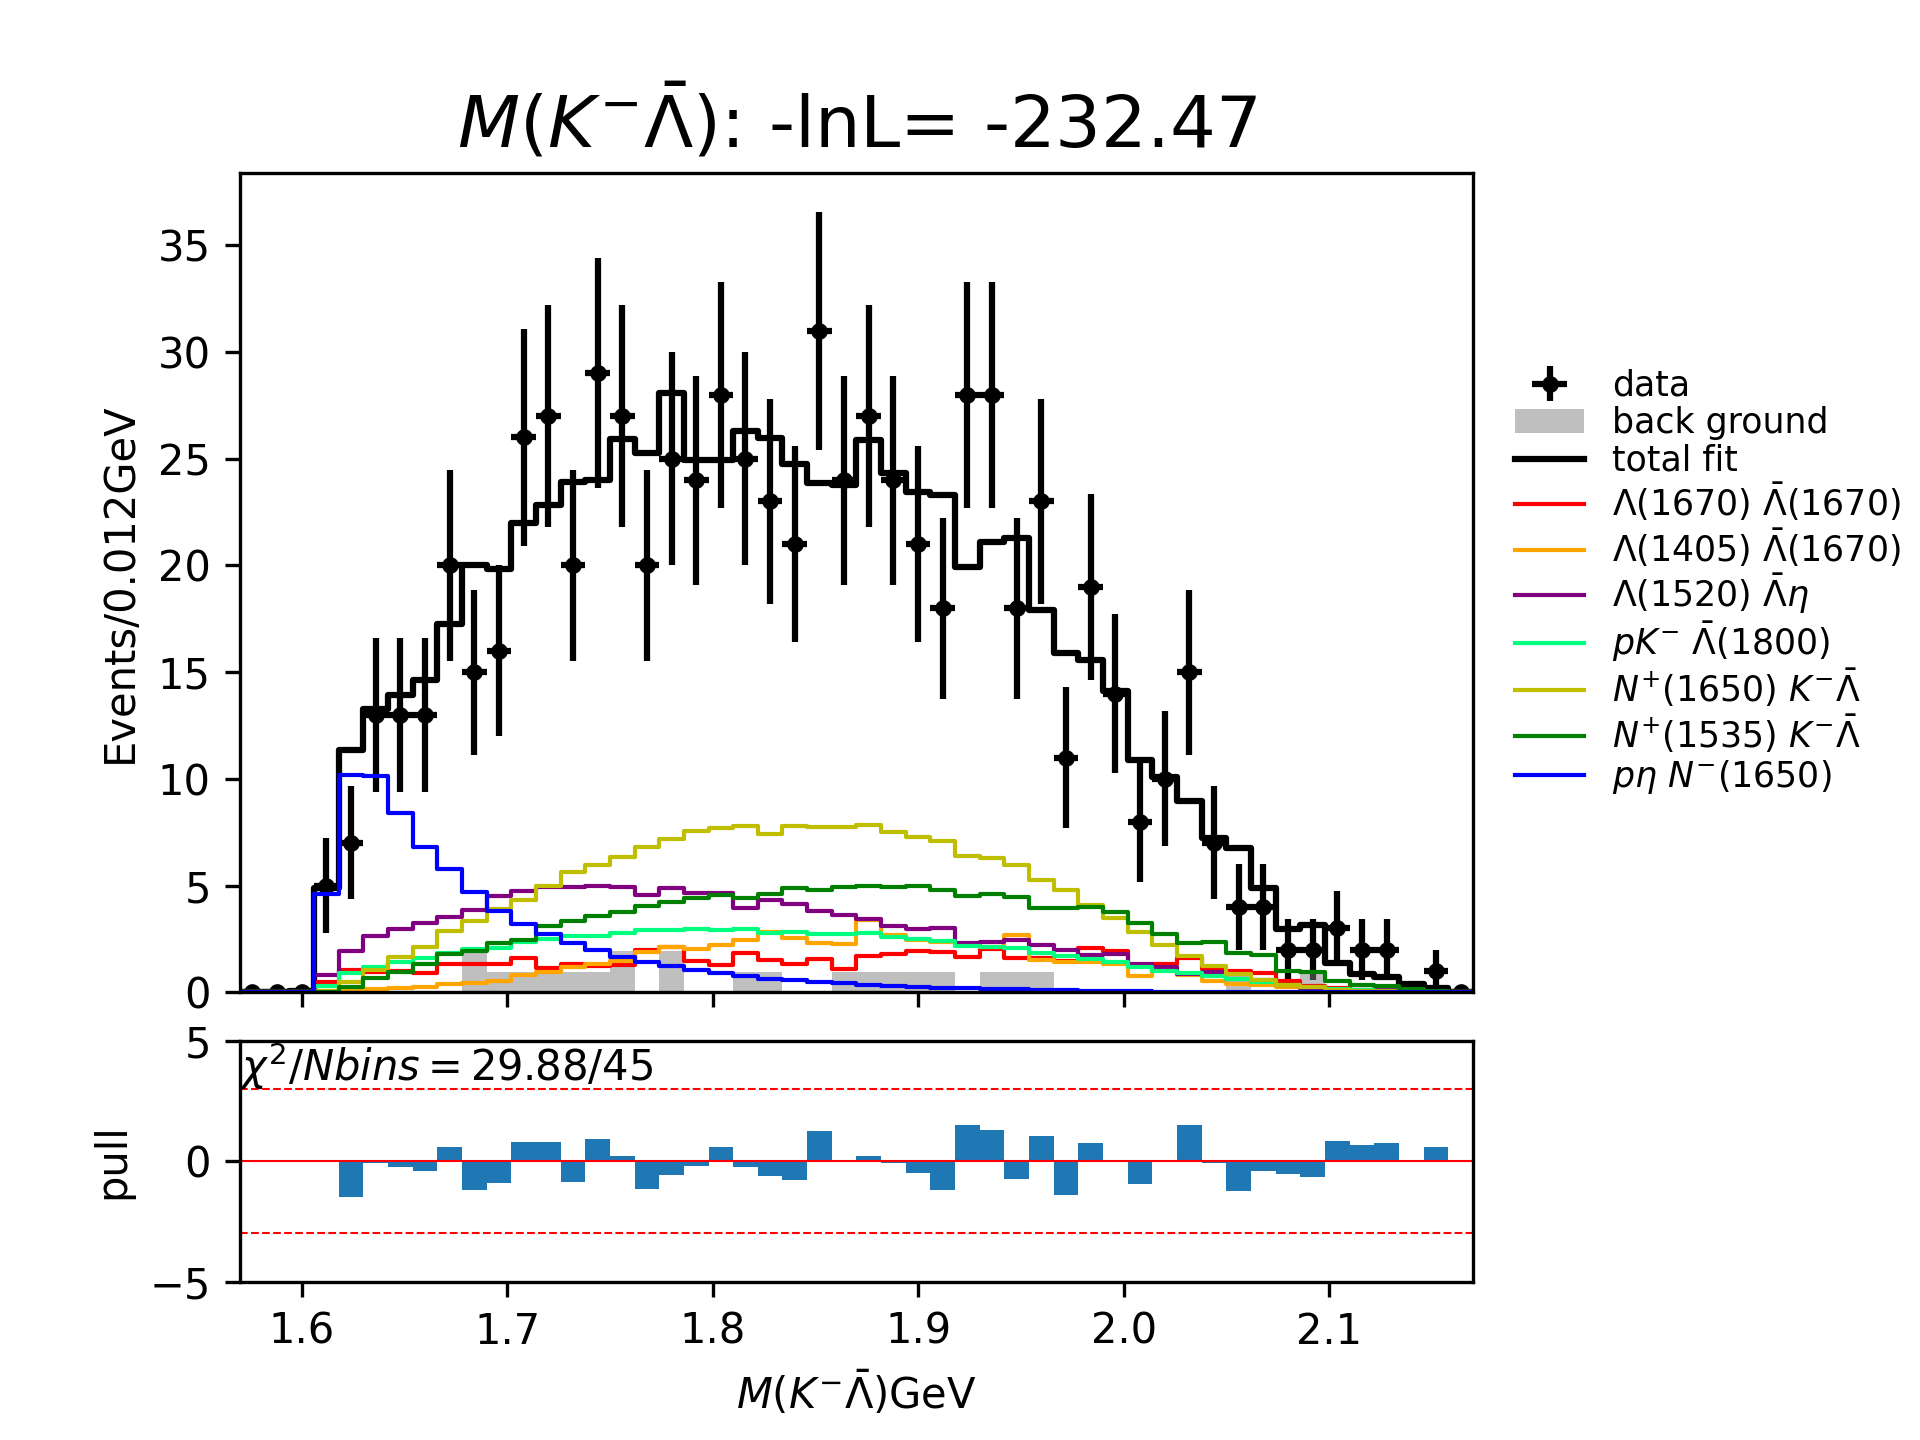 M(K⁻Λ̄): -lnL= -232.47
Events/0.012GeV
35
30
25
20
15
10
5
0
data
back ground
total fit
Λ(1670) Λ̄(1670)
Λ(1405) Λ̄(1670)
Λ(1520) Λ̄η
pK⁻ Λ̄(1800)
N⁺(1650) K⁻Λ̄
N⁺(1535) K⁻Λ̄
pη N⁻(1650)
χ²/Nbins = 29.88/45
pull
5
0
−5
1.6 1.7 1.8 1.9 2.0 2.1
M(K⁻Λ̄)GeV